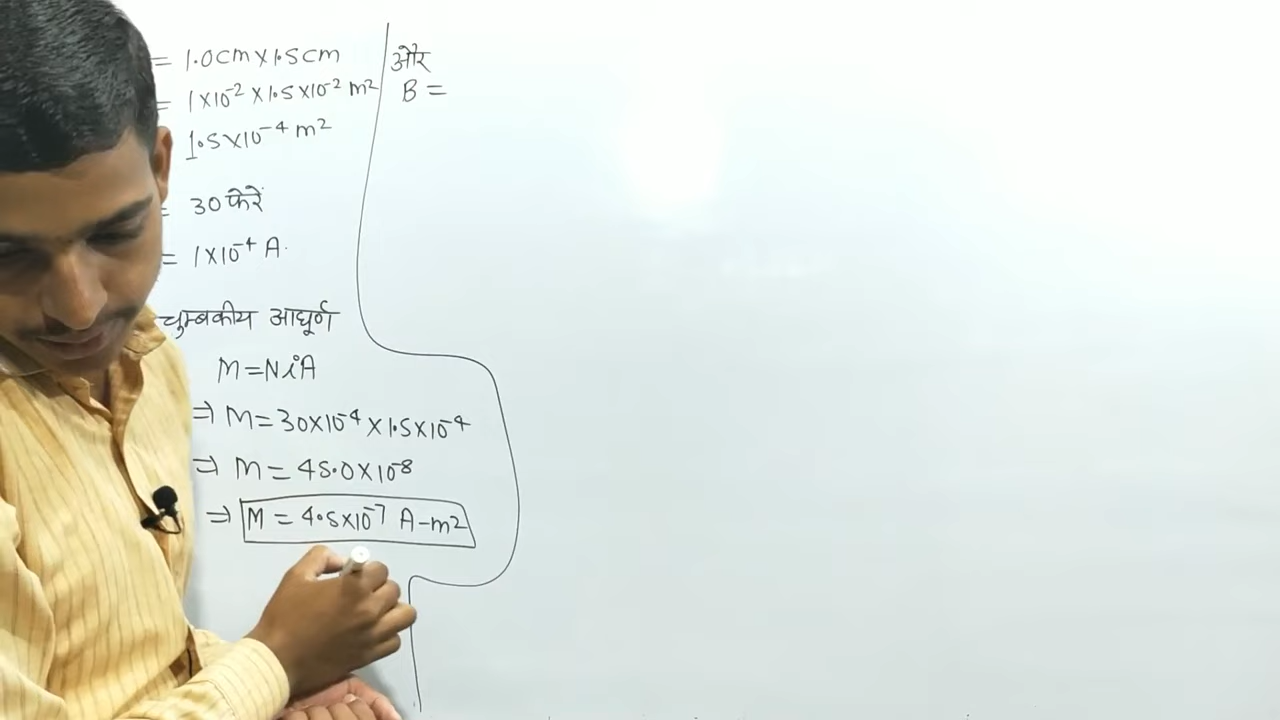 = 1.0cm×1.5cm
= 1×10⁻² ×1.5×10⁻² m²
1.5×10⁻⁴ m²
= 30 फेरें
= 1×10⁻⁴ A.
चुम्बकीय आघूर्ण
M=NiA
⇒ M=30×10⁻⁴ ×1.5×10⁻⁴
⇒ M = 45.0×10⁻⁸
⇒ M = 4.5×10⁻⁷ A-m²
और
B =